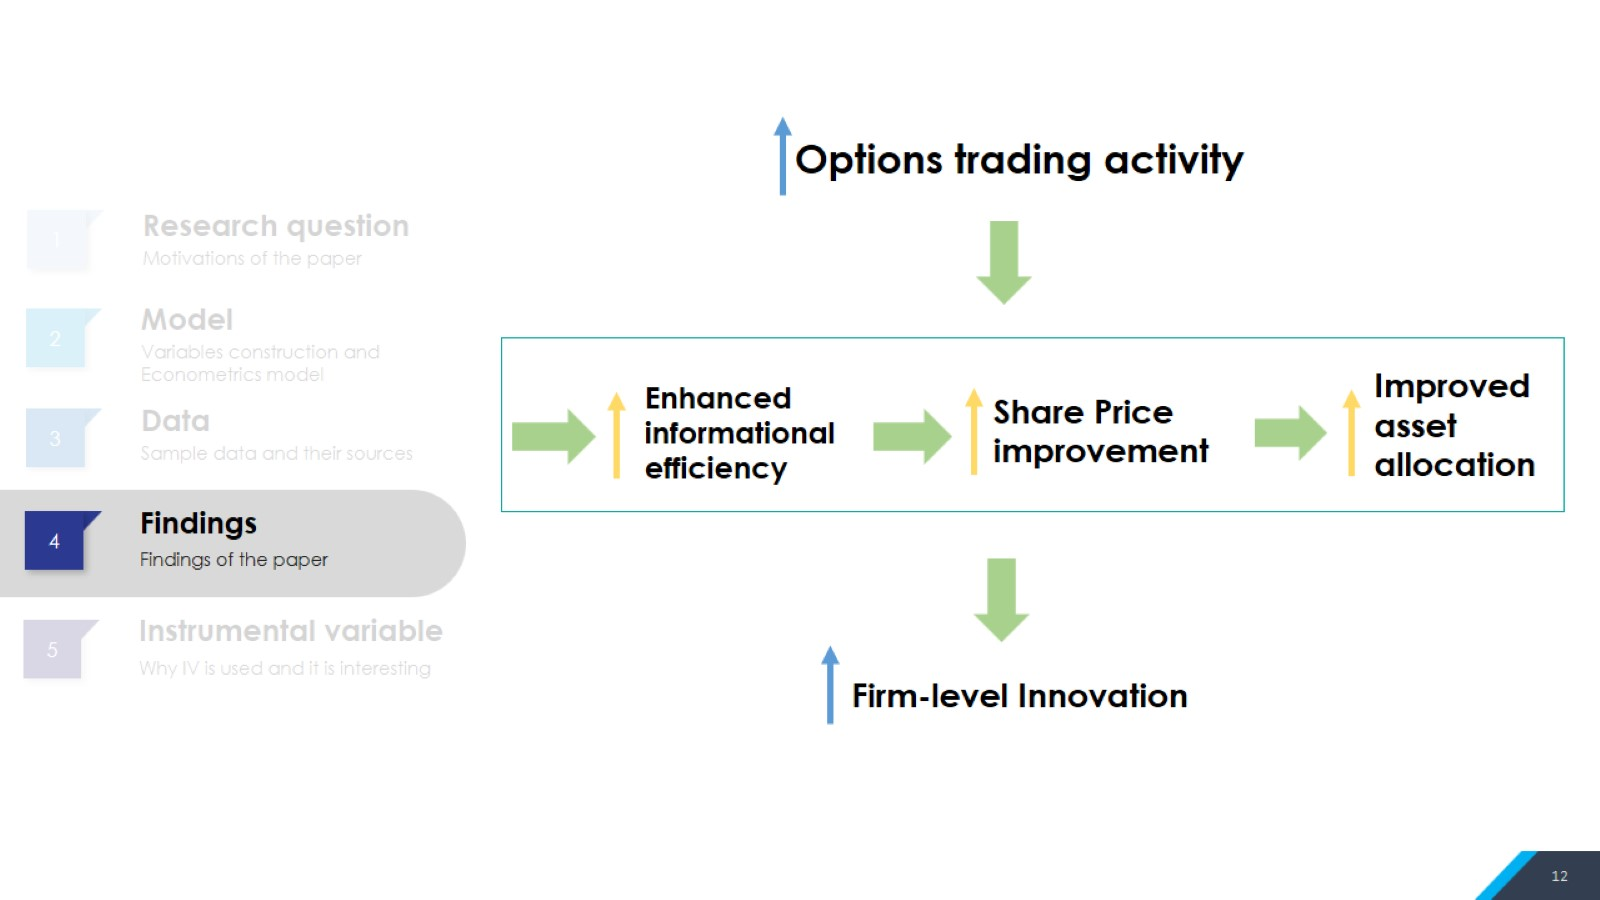 Options trading activity
1
Research question
Motivations of the paper
2
Model
Variables construction and
Econometrics model
3
Data
Sample data and their sources
4
Findings
Findings of the paper
5
Instrumental variable
Why IV is used and it is interesting
Enhanced
informational
efficiency
Share Price
improvement
Improved
asset
allocation
Firm-level Innovation
12